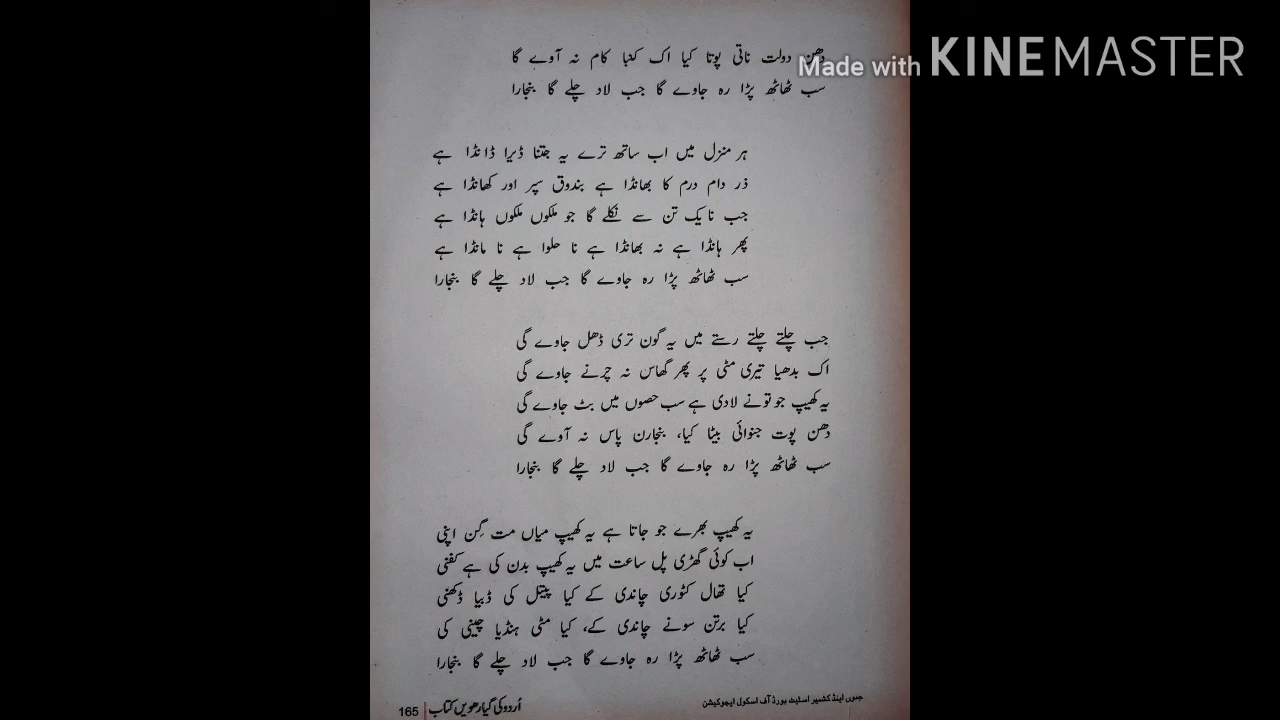 دھن دولت ناتی پوتا کیا اک کنبا کام نہ آوے گا
Made with KINEMASTER
سب ٹھاٹھ پڑا رہ جاوے گا جب لاد چلے گا بنجارا
ہر منزل میں اب ساتھ ترے یہ جتنا ڈیرا ڈانڈا ہے
ذر دام درم کا بھانڈا ہے بندوق سپر اور کھانڈا ہے
جب نایک تن سے نکلے گا جو ملکوں ملکوں ہانڈا ہے
پھر ہانڈا ہے نہ بھانڈا ہے نا حلوا ہے نا مانڈا ہے
سب ٹھاٹھ پڑا رہ جاوے گا جب لاد چلے گا بنجارا
جب چلتے چلتے رستے میں یہ گون تری ڈھل جاوے گی
اک بدھیا تیری مٹی پر پھر گھاس نہ چرنے جاوے گی
یہ کھیپ جو تونے لادی ہے سب حصوں میں بٹ جاوے گی
دھن پوت جنوائی بیٹا کیا، بنجارن پاس نہ آوے گی
سب ٹھاٹھ پڑا رہ جاوے گا جب لاد چلے گا بنجارا
یہ کھیپ بھرے جو جاتا ہے یہ کھیپ میاں مت گِن اپنی
اب کوئی گھڑی پل ساعت میں یہ کھیپ بدن کی ہے کفنی
کیا تھال کٹوری چاندی کے کیا پیتل کی ڈبیا ڈکھنی
کیا برتن سونے چاندی کے، کیا مٹی ہنڈیا چینی کی
سب ٹھاٹھ پڑا رہ جاوے گا جب لاد چلے گا بنجارا
جموں اینڈ کشمیر اسٹیٹ بورڈ آف اسکول ایجوکیشن
اُردو کی گیارھویں کتاب 165